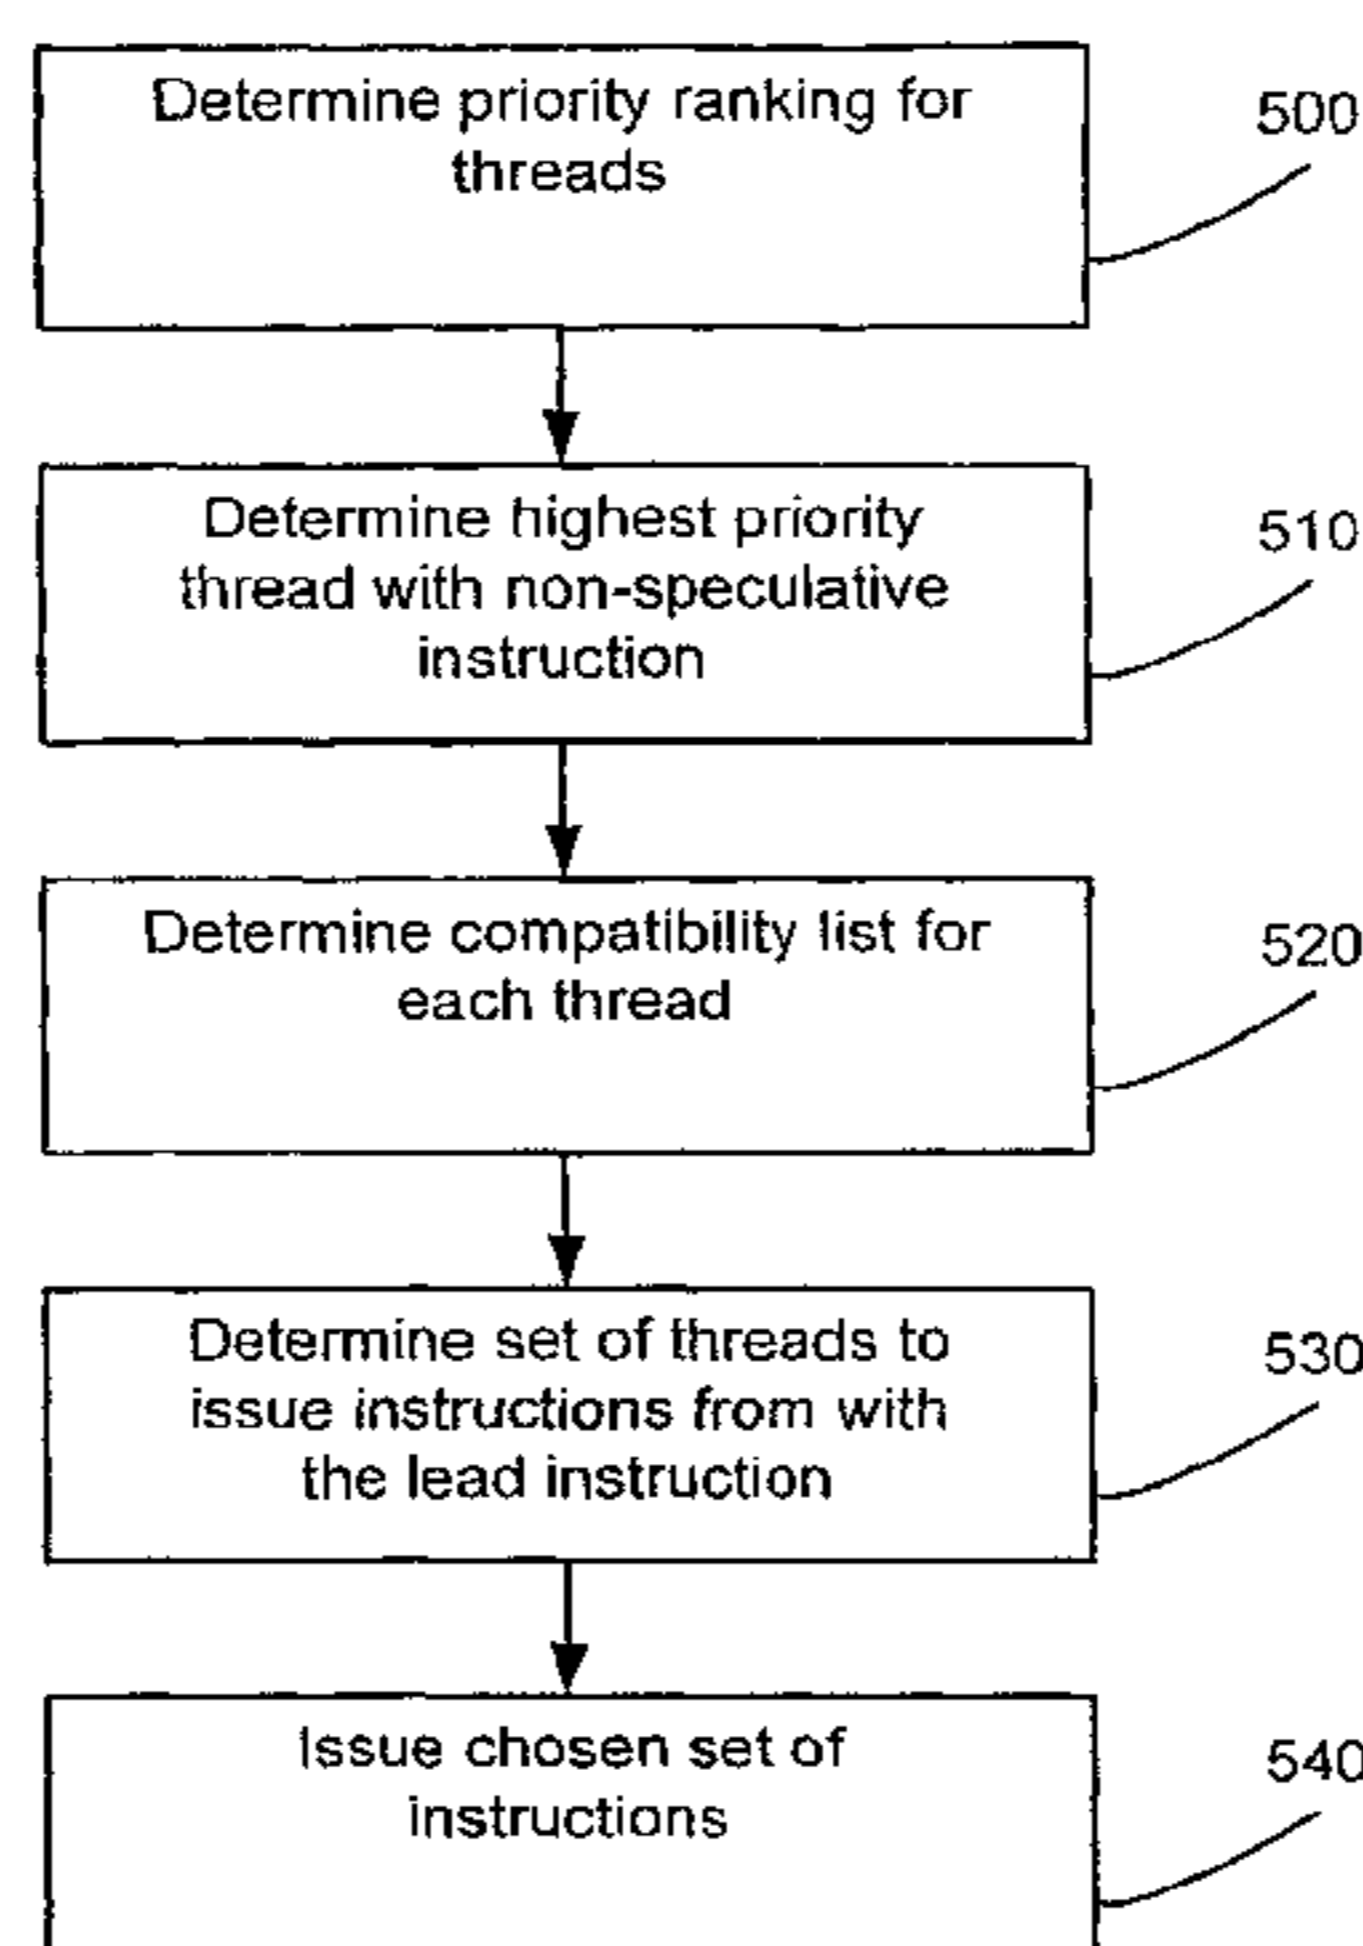 Determine priority ranking for
threads
500
Determine highest priority
thread with non-speculative
instruction
510
Determine compatibility list for
each thread
520
Determine set of threads to
issue instructions from with
the lead instruction
530
Issue chosen set of
instructions
540